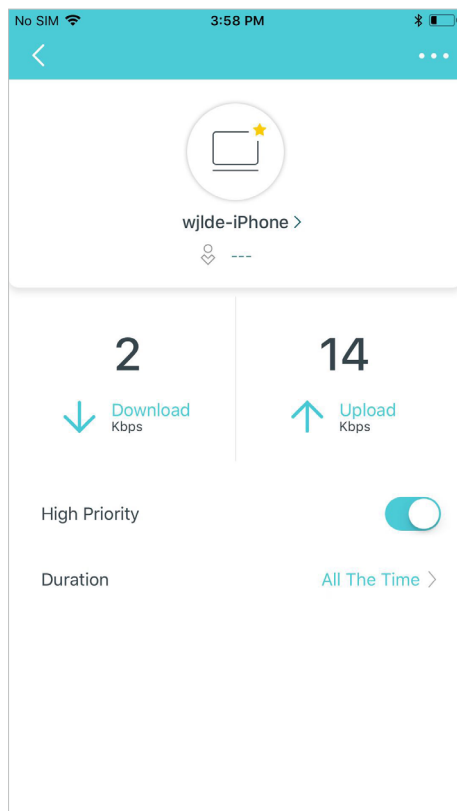 No SIM 3:58 PM
wjlde-iPhone >
---
2 14
Download Upload
Kbps Kbps
High Priority
Duration All The Time >